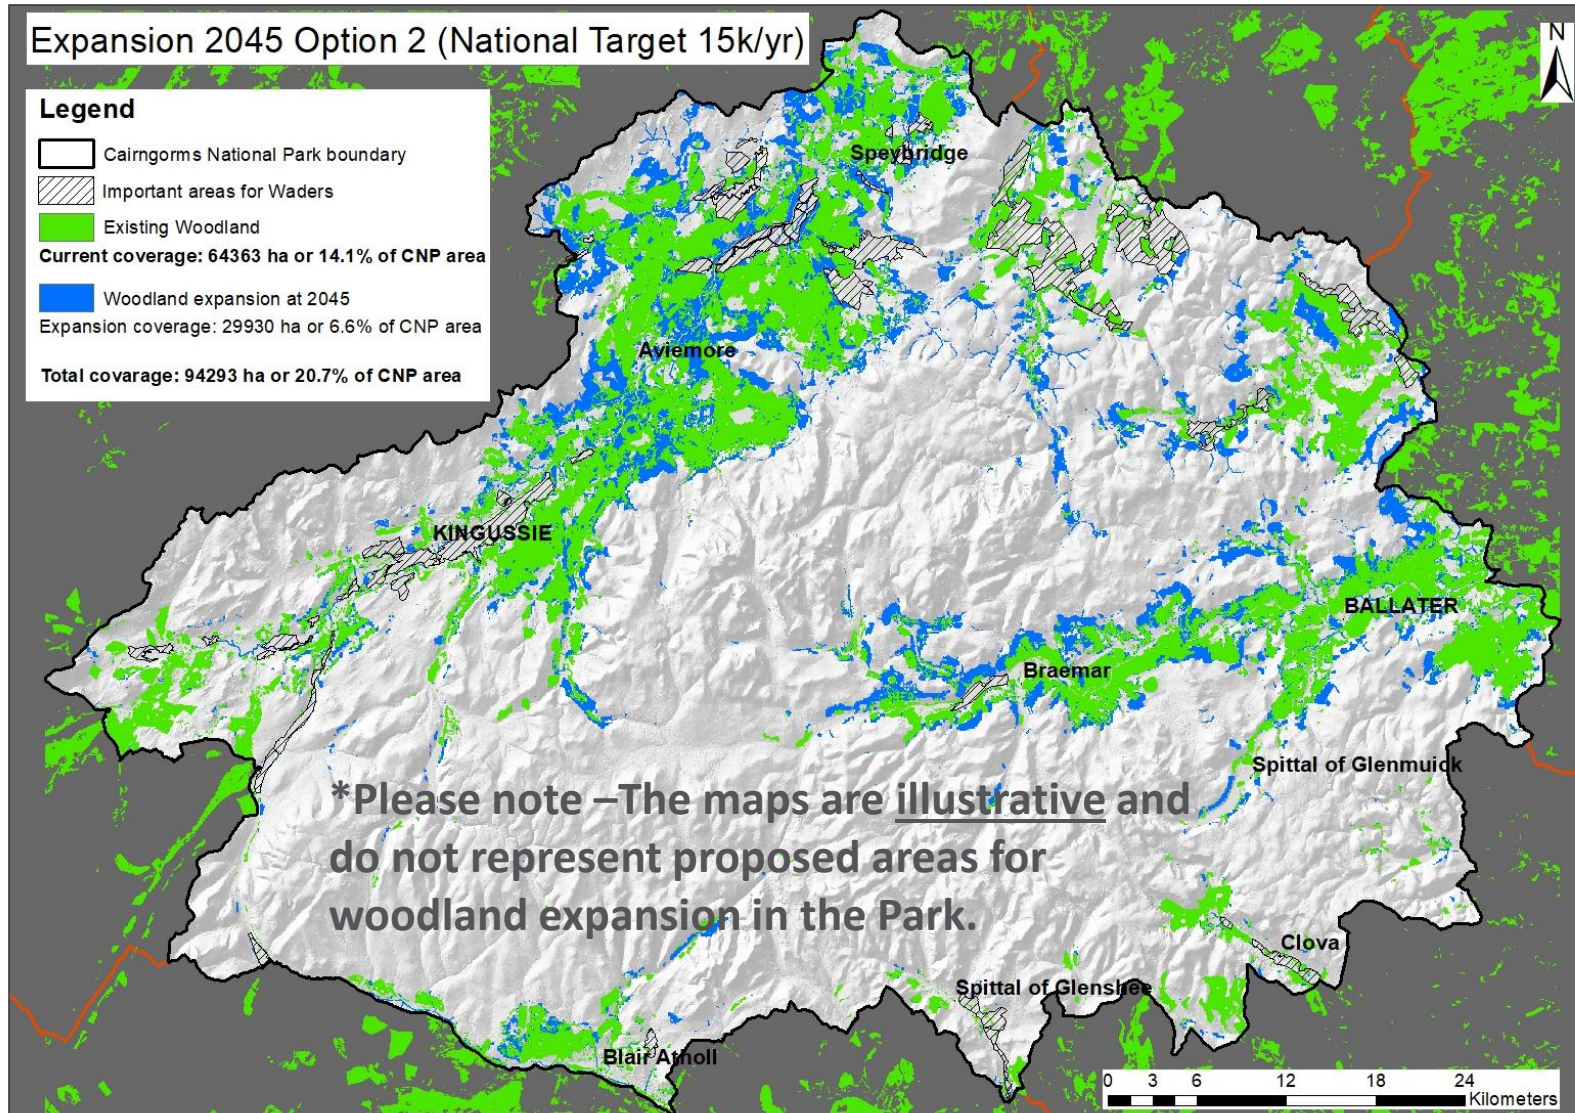 Expansion 2045 Option 2 (National Target 15k/yr)
N
Legend
Cairngorms National Park boundary
Important areas for Waders
Existing Woodland
Current coverage: 64363 ha or 14.1% of CNP area
Woodland expansion at 2045
Expansion coverage: 29930 ha or 6.6% of CNP area
Total covarage: 94293 ha or 20.7% of CNP area
Speybridge
Aviemore
KINGUSSIE
BALLATER
Braemar
Spittal of Glenmuick
*Please note –The maps are illustrative and
do not represent proposed areas for
woodland expansion in the Park.
Clova
Spittal of Glenshee
Blair Atholl
0 3 6 12 18 24
Kilometers